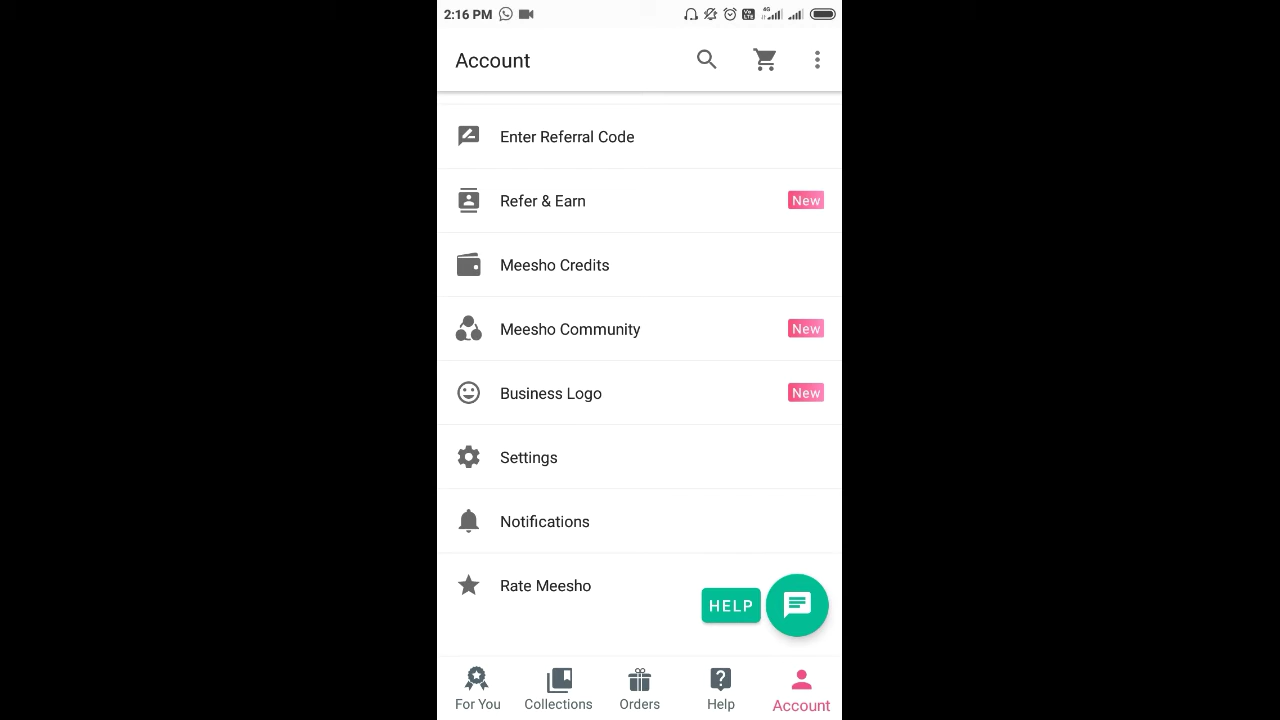 2:16 PM
Account
Enter Referral Code
Refer & Earn New
Meesho Credits
Meesho Community New
Business Logo New
Settings
Notifications
Rate Meesho
HELP
For You Collections Orders Help Account